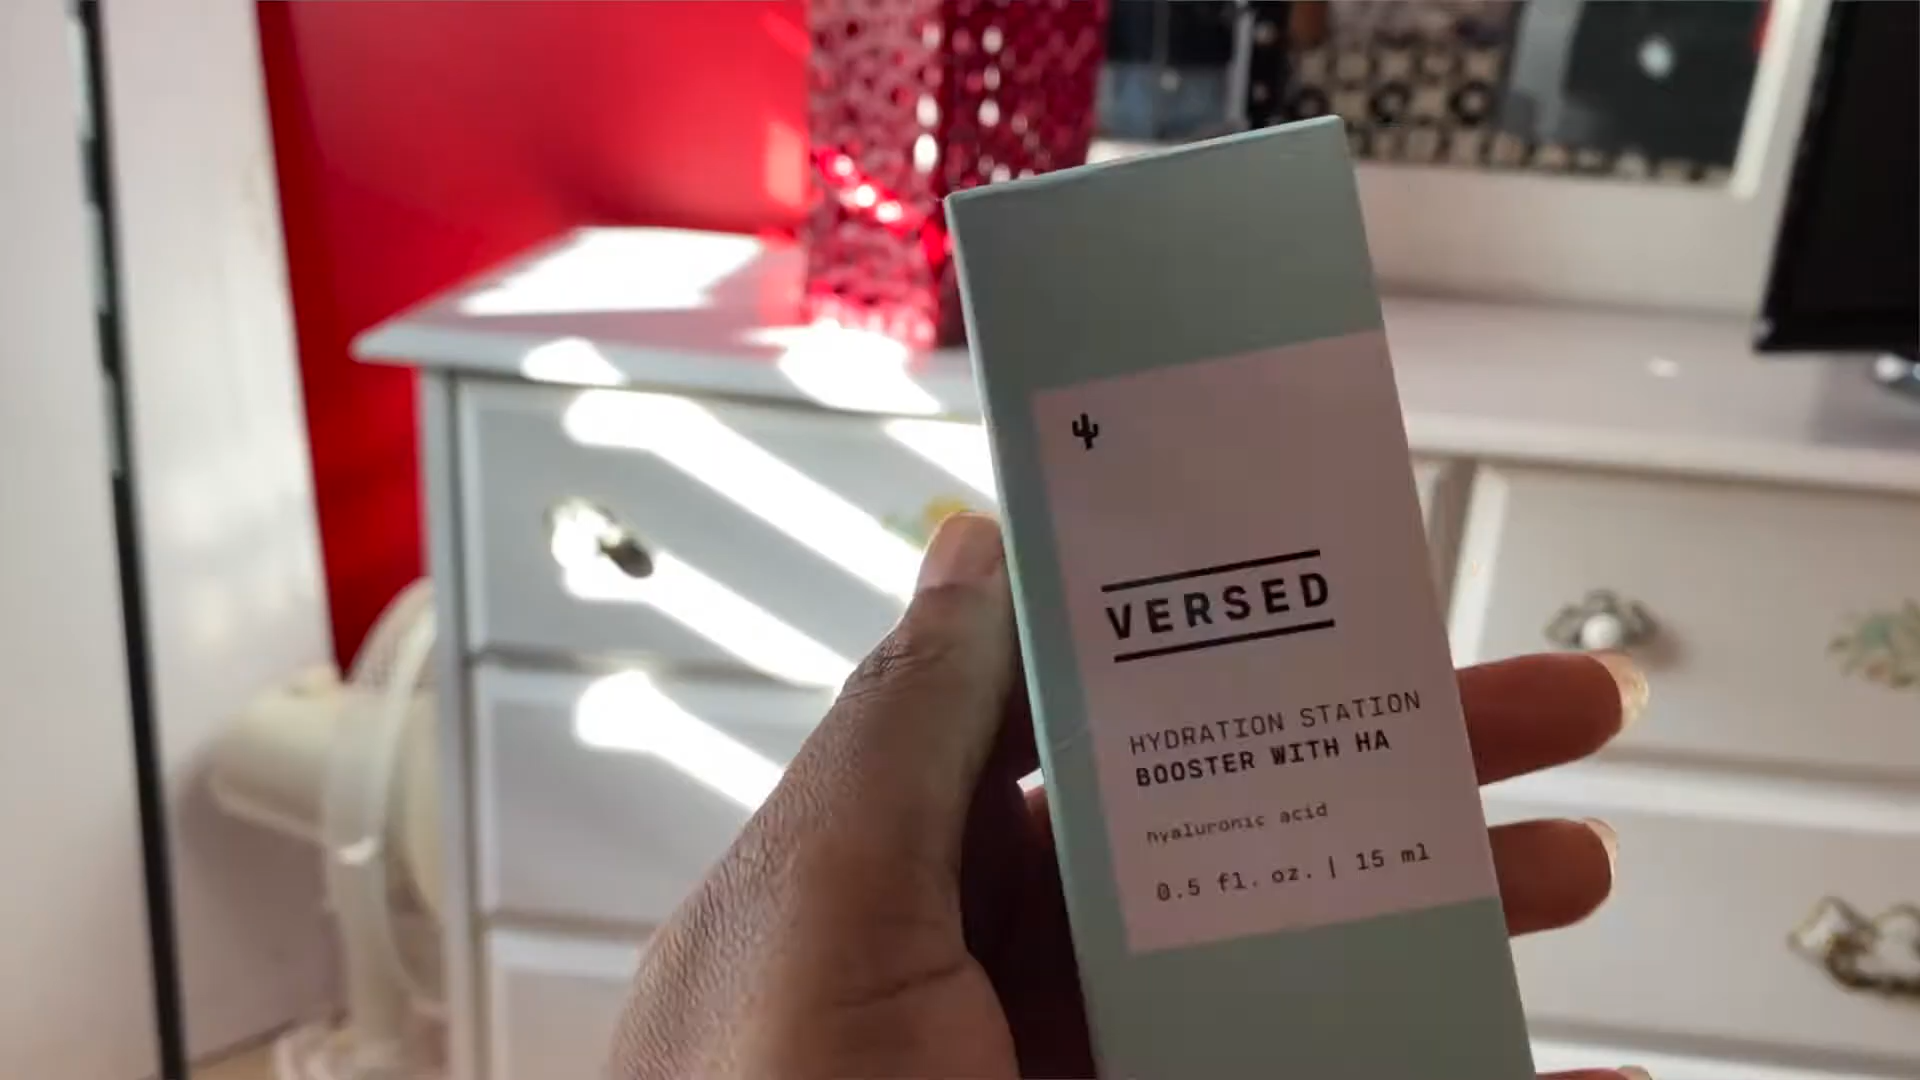 VERSED
HYDRATION STATION
BOOSTER WITH HA
hyaluronic acid
0.5 fl. oz. | 15 ml